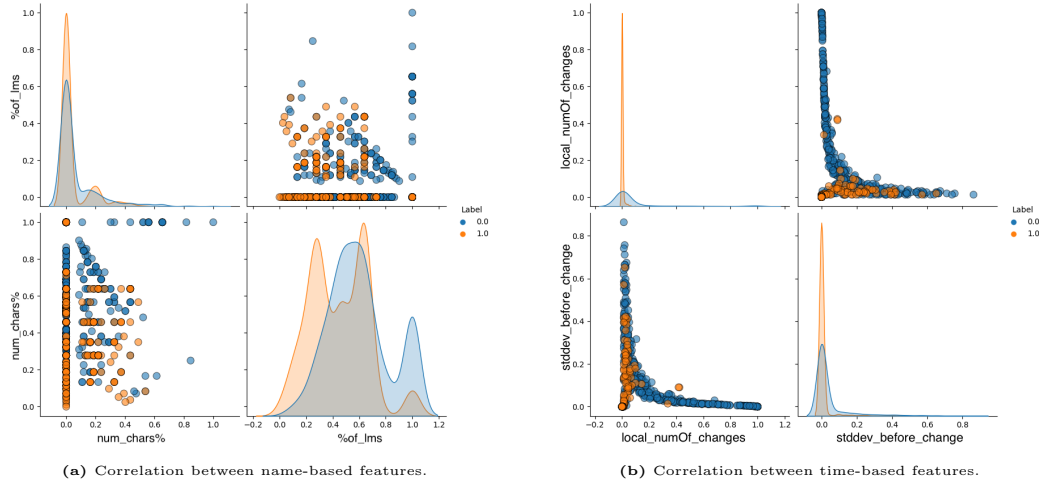 1.0
0.8
0.6
0.4
0.2
0.0
%of_lms
1.0
0.8
0.6
0.4
0.2
0.0
num_chars%
0.0 0.2 0.4 0.6 0.8 1.0
num_chars%
−0.2 0.0 0.2 0.4 0.6 0.8 1.0 1.2
%of_lms
Label
0.0
1.0
(a) Correlation between name-based features.
1.0
0.8
0.6
0.4
0.2
0.0
local_numOf_changes
0.8
0.6
0.4
0.2
0.0
stddev_before_change
0.0 0.2 0.4 0.6 0.8 1.0
local_numOf_changes
0.0 0.2 0.4 0.6 0.8
stddev_before_change
Label
0.0
1.0
(b) Correlation between time-based features.